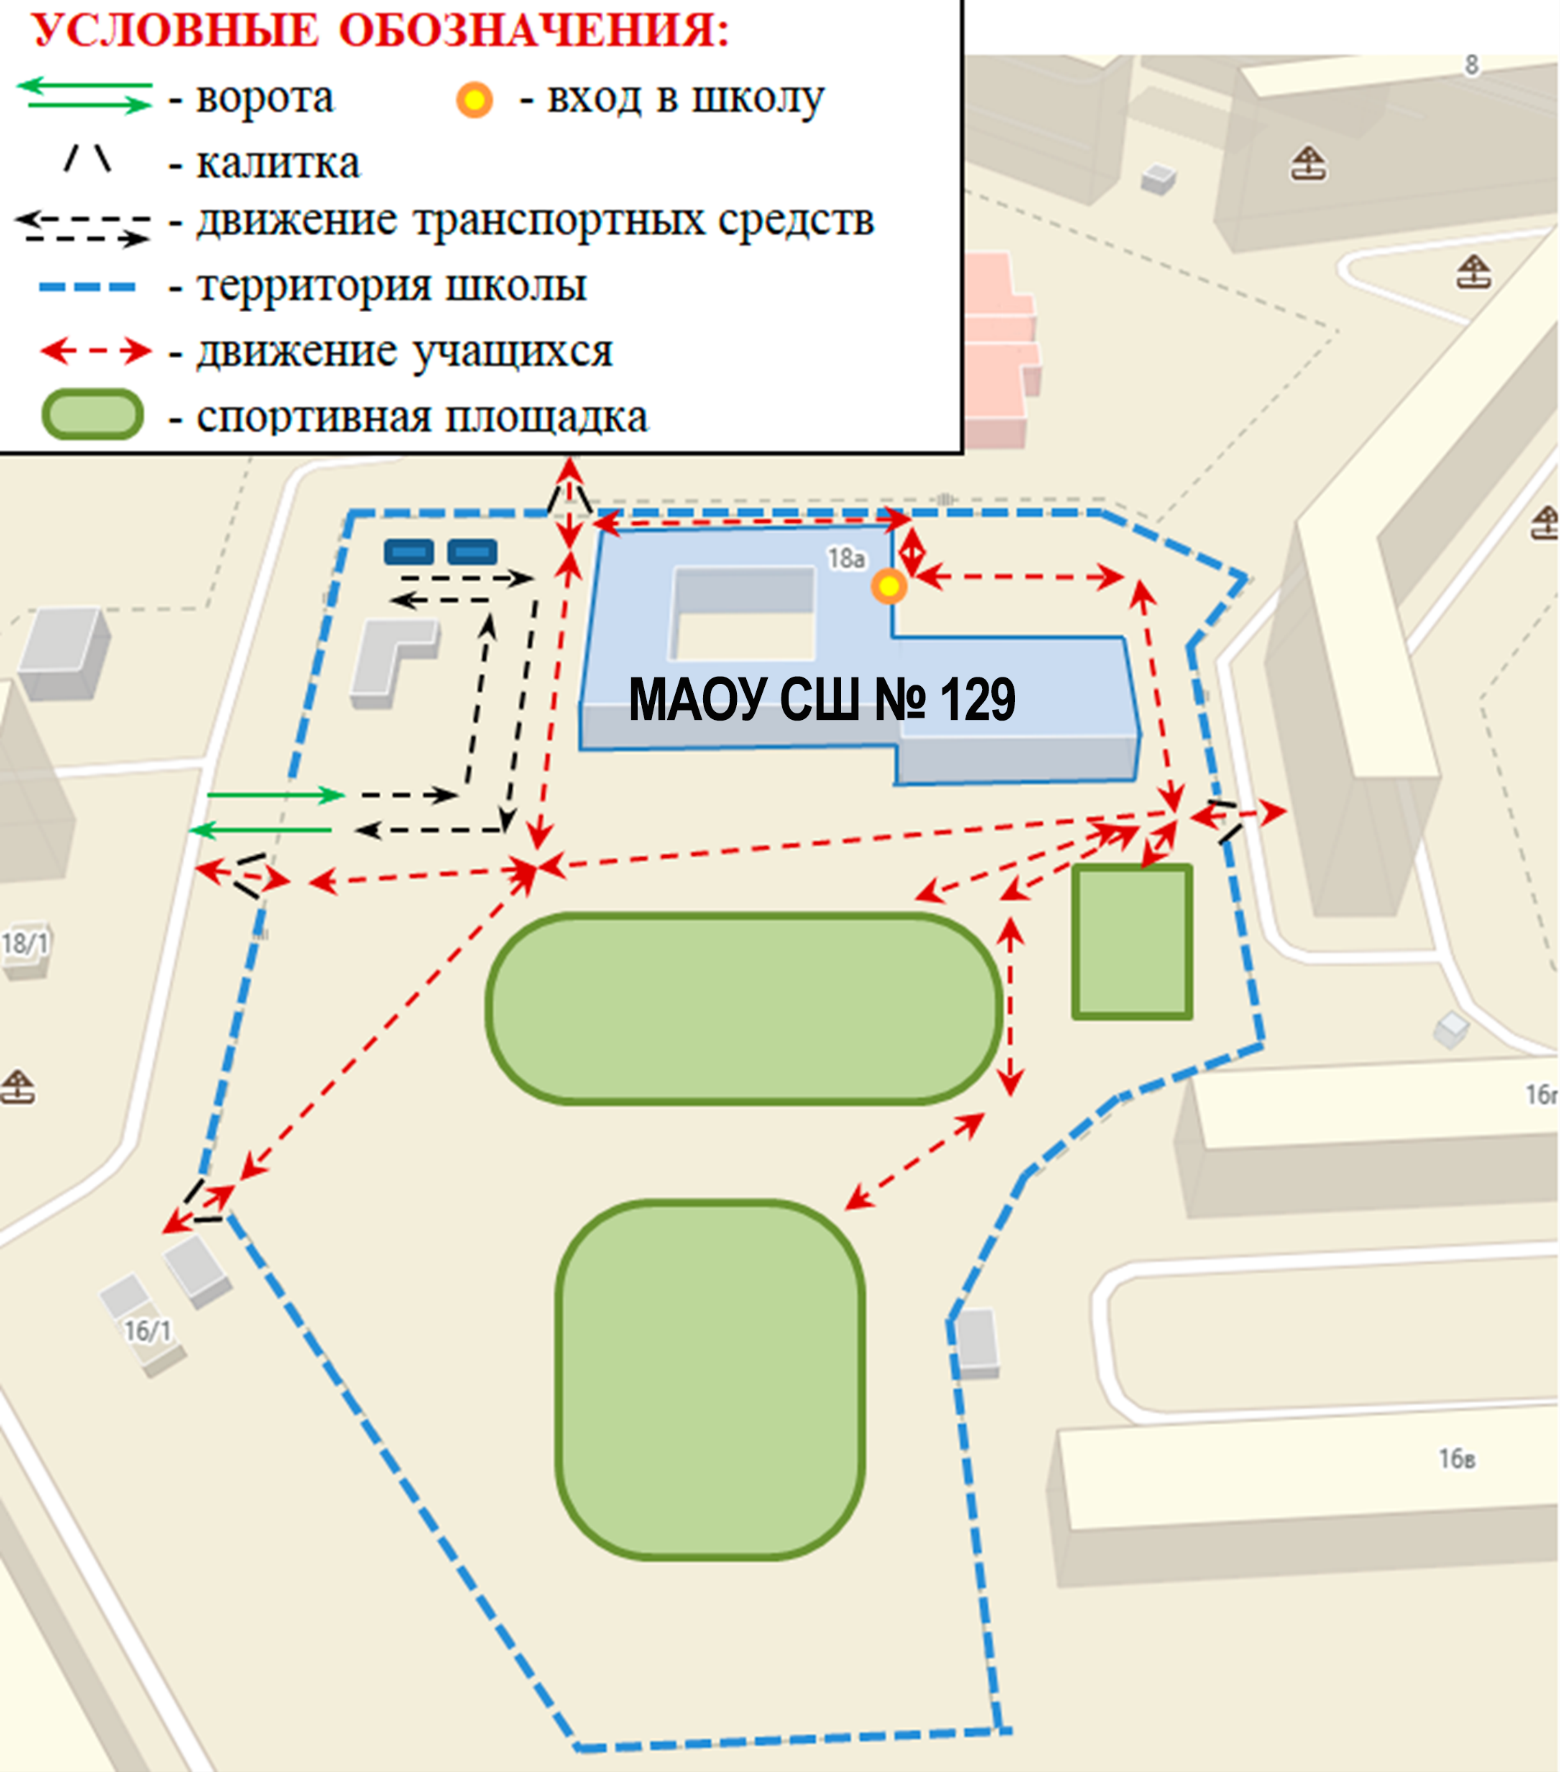 УСЛОВНЫЕ ОБОЗНАЧЕНИЯ:
- ворота
- вход в школу
- калитка
- движение транспортных средств
- территория школы
- движение учащихся
- спортивная площадка
8
18а
МАОУ СШ № 129
18/1
16г
16/1
16в